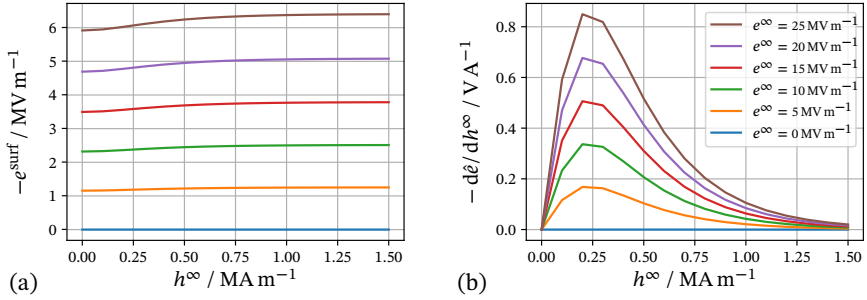 6
5
4
3
2
1
0
0.00 0.25 0.50 0.75 1.00 1.25 1.50
−e^surf / MV m⁻¹
h^∞ / MA m⁻¹
(a)
0.8
0.6
0.4
0.2
0.0
0.00 0.25 0.50 0.75 1.00 1.25 1.50
− dê/ dh^∞ / V A⁻¹
h^∞ / MA m⁻¹
(b)
e^∞ = 25 MV m⁻¹
e^∞ = 20 MV m⁻¹
e^∞ = 15 MV m⁻¹
e^∞ = 10 MV m⁻¹
e^∞ = 5 MV m⁻¹
e^∞ = 0 MV m⁻¹